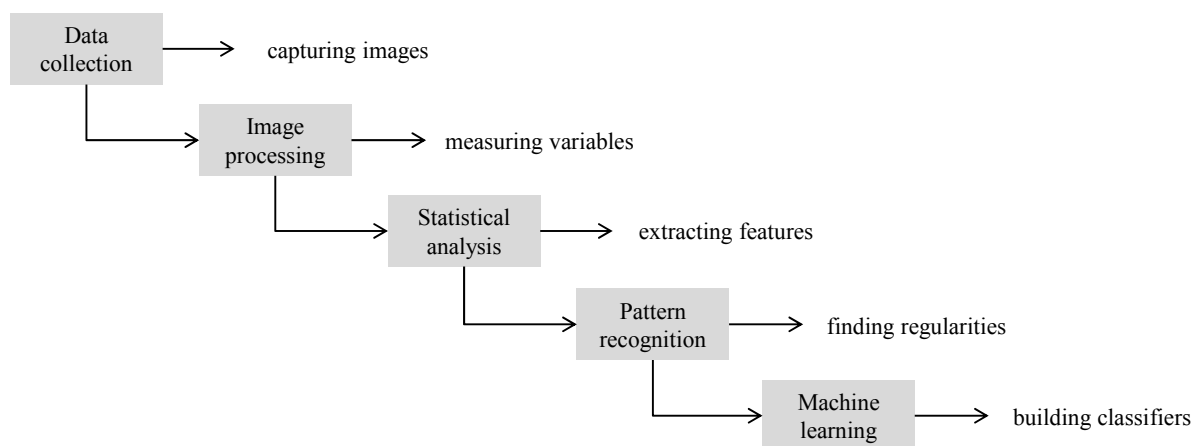 Data
collection
capturing images
Image
processing
measuring variables
Statistical
analysis
extracting features
Pattern
recognition
finding regularities
Machine
learning
building classifiers